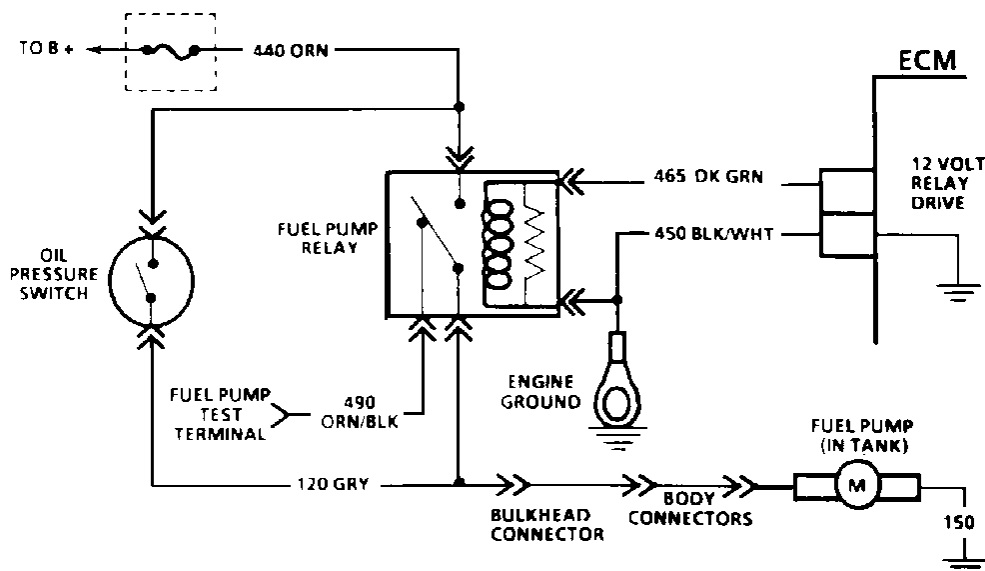 TO B +
440 ORN
ECM
465 DK GRN
12 VOLT
RELAY
DRIVE
FUEL PUMP
RELAY
450 BLK/WHT
OIL
PRESSURE
SWITCH
FUEL PUMP
TEST
TERMINAL
490
ORN/BLK
ENGINE
GROUND
FUEL PUMP
(IN TANK)
M
120 GRY
BULKHEAD
CONNECTOR
BODY
CONNECTORS
150